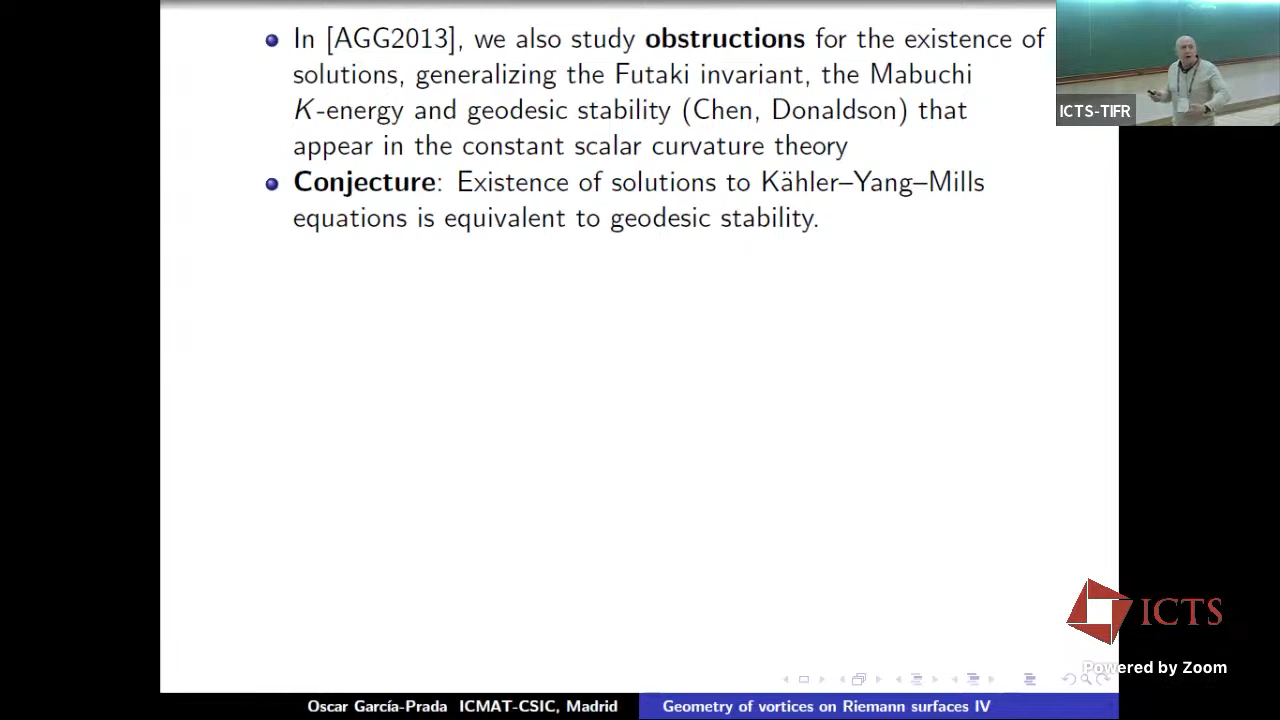 In [AGG2013], we also study obstructions for the existence of
solutions, generalizing the Futaki invariant, the Mabuchi
K-energy and geodesic stability (Chen, Donaldson) that
appear in the constant scalar curvature theory
Conjecture: Existence of solutions to Kähler–Yang–Mills
equations is equivalent to geodesic stability.
ICTS-TIFR
ICTS
Powered by Zoom
Oscar García-Prada ICMAT-CSIC, Madrid
Geometry of vortices on Riemann surfaces IV